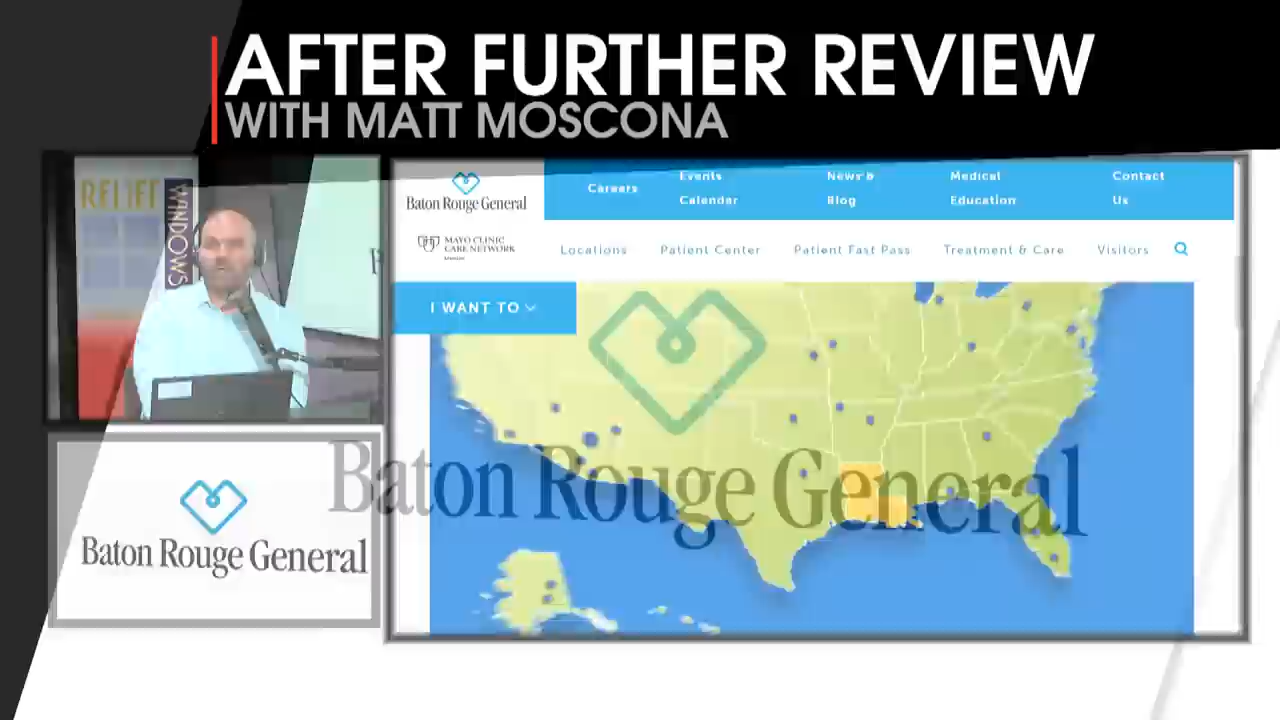 AFTER FURTHER REVIEW
WITH MATT MOSCONA
RELIEF
WINDOWS
Baton Rouge General
Careers
Events
Calendar
News &
Blog
Medical
Education
Contact
Us
MAYO CLINIC
CARE NETWORK
Locations
Patient Center
Patient Fast Pass
Treatment & Care
Visitors
I WANT TO
Baton Rouge General
Baton Rouge General